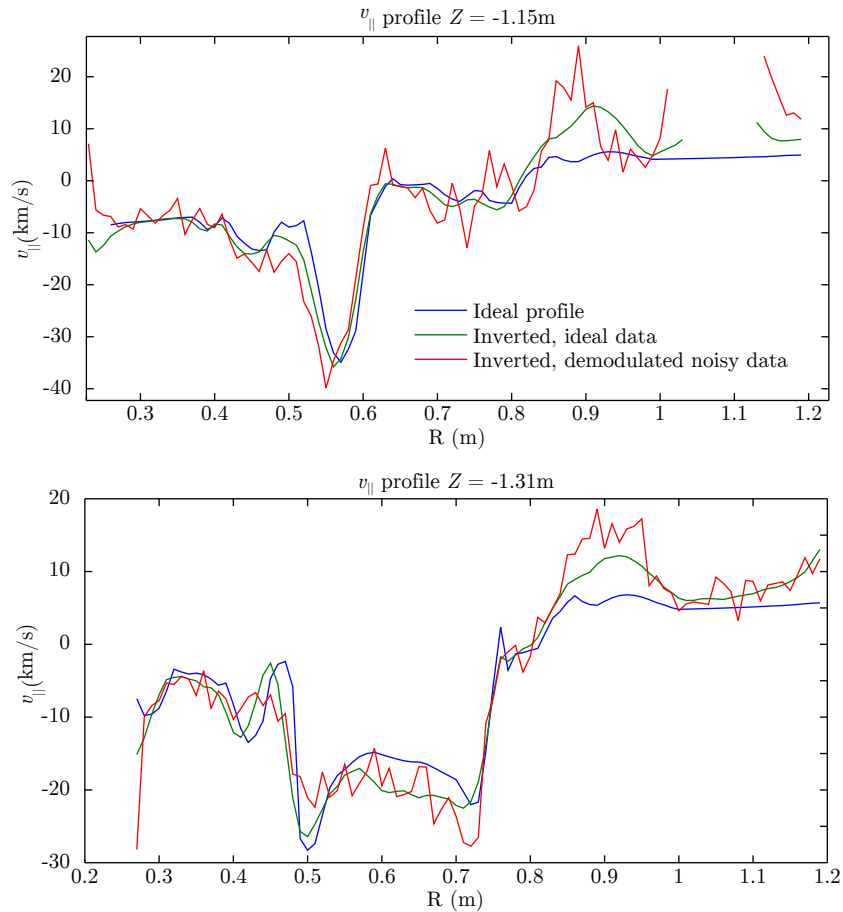 v|| profile Z = -1.15m
20
10
0
-10
-20
-30
-40
v||(km/s)
Ideal profile
Inverted, ideal data
Inverted, demodulated noisy data
0.3 0.4 0.5 0.6 0.7 0.8 0.9 1 1.1 1.2
R (m)
v|| profile Z = -1.31m
20
10
0
-10
-20
-30
v||(km/s)
0.2 0.3 0.4 0.5 0.6 0.7 0.8 0.9 1 1.1 1.2
R (m)